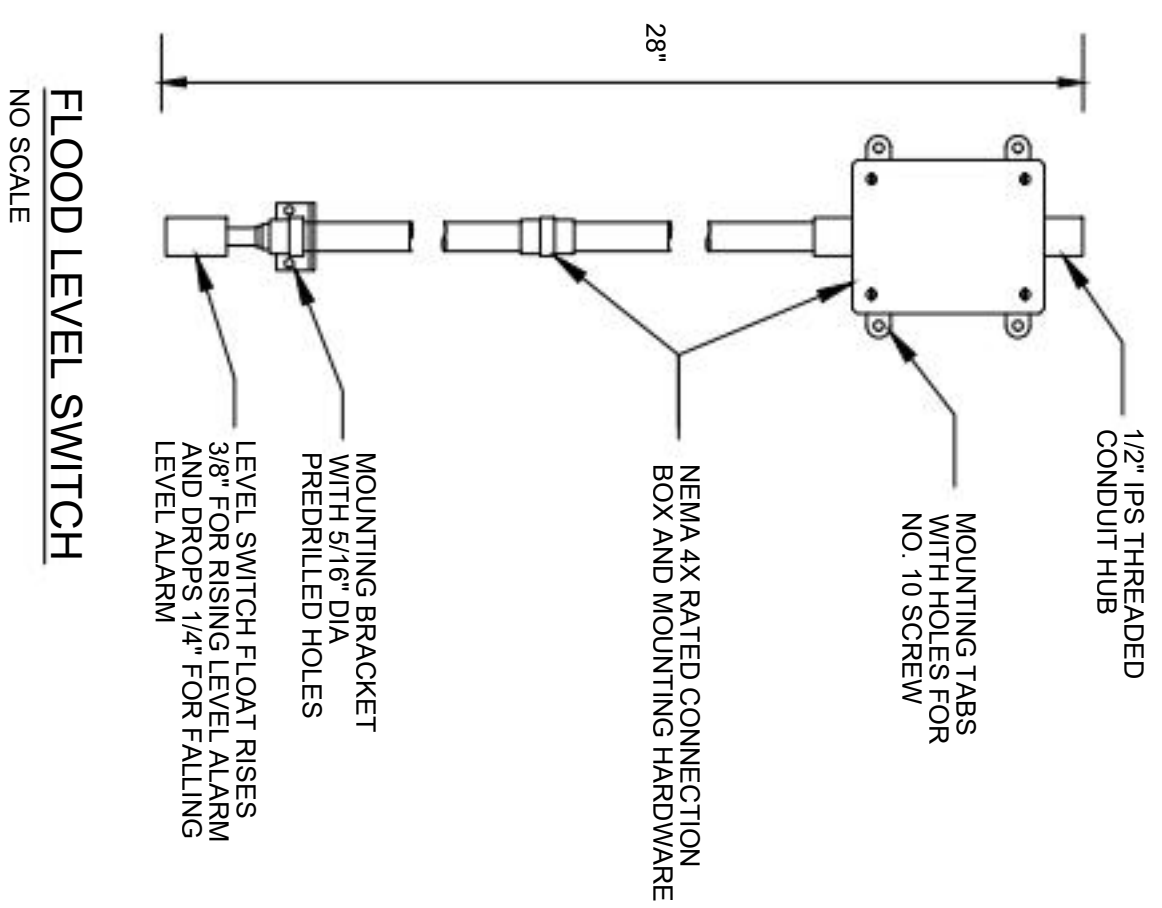 1/2" IPS THREADED
CONDUIT HUB
MOUNTING TABS
WITH HOLES FOR
NO. 10 SCREW
28"
NEMA 4X RATED CONNECTION
BOX AND MOUNTING HARDWARE
MOUNTING BRACKET
WITH 5/16" DIA
PREDRILLED HOLES
LEVEL SWITCH FLOAT RISES
3/8" FOR RISING LEVEL ALARM
AND DROPS 1/4" FOR FALLING
LEVEL ALARM
FLOOD LEVEL SWITCH
NO SCALE